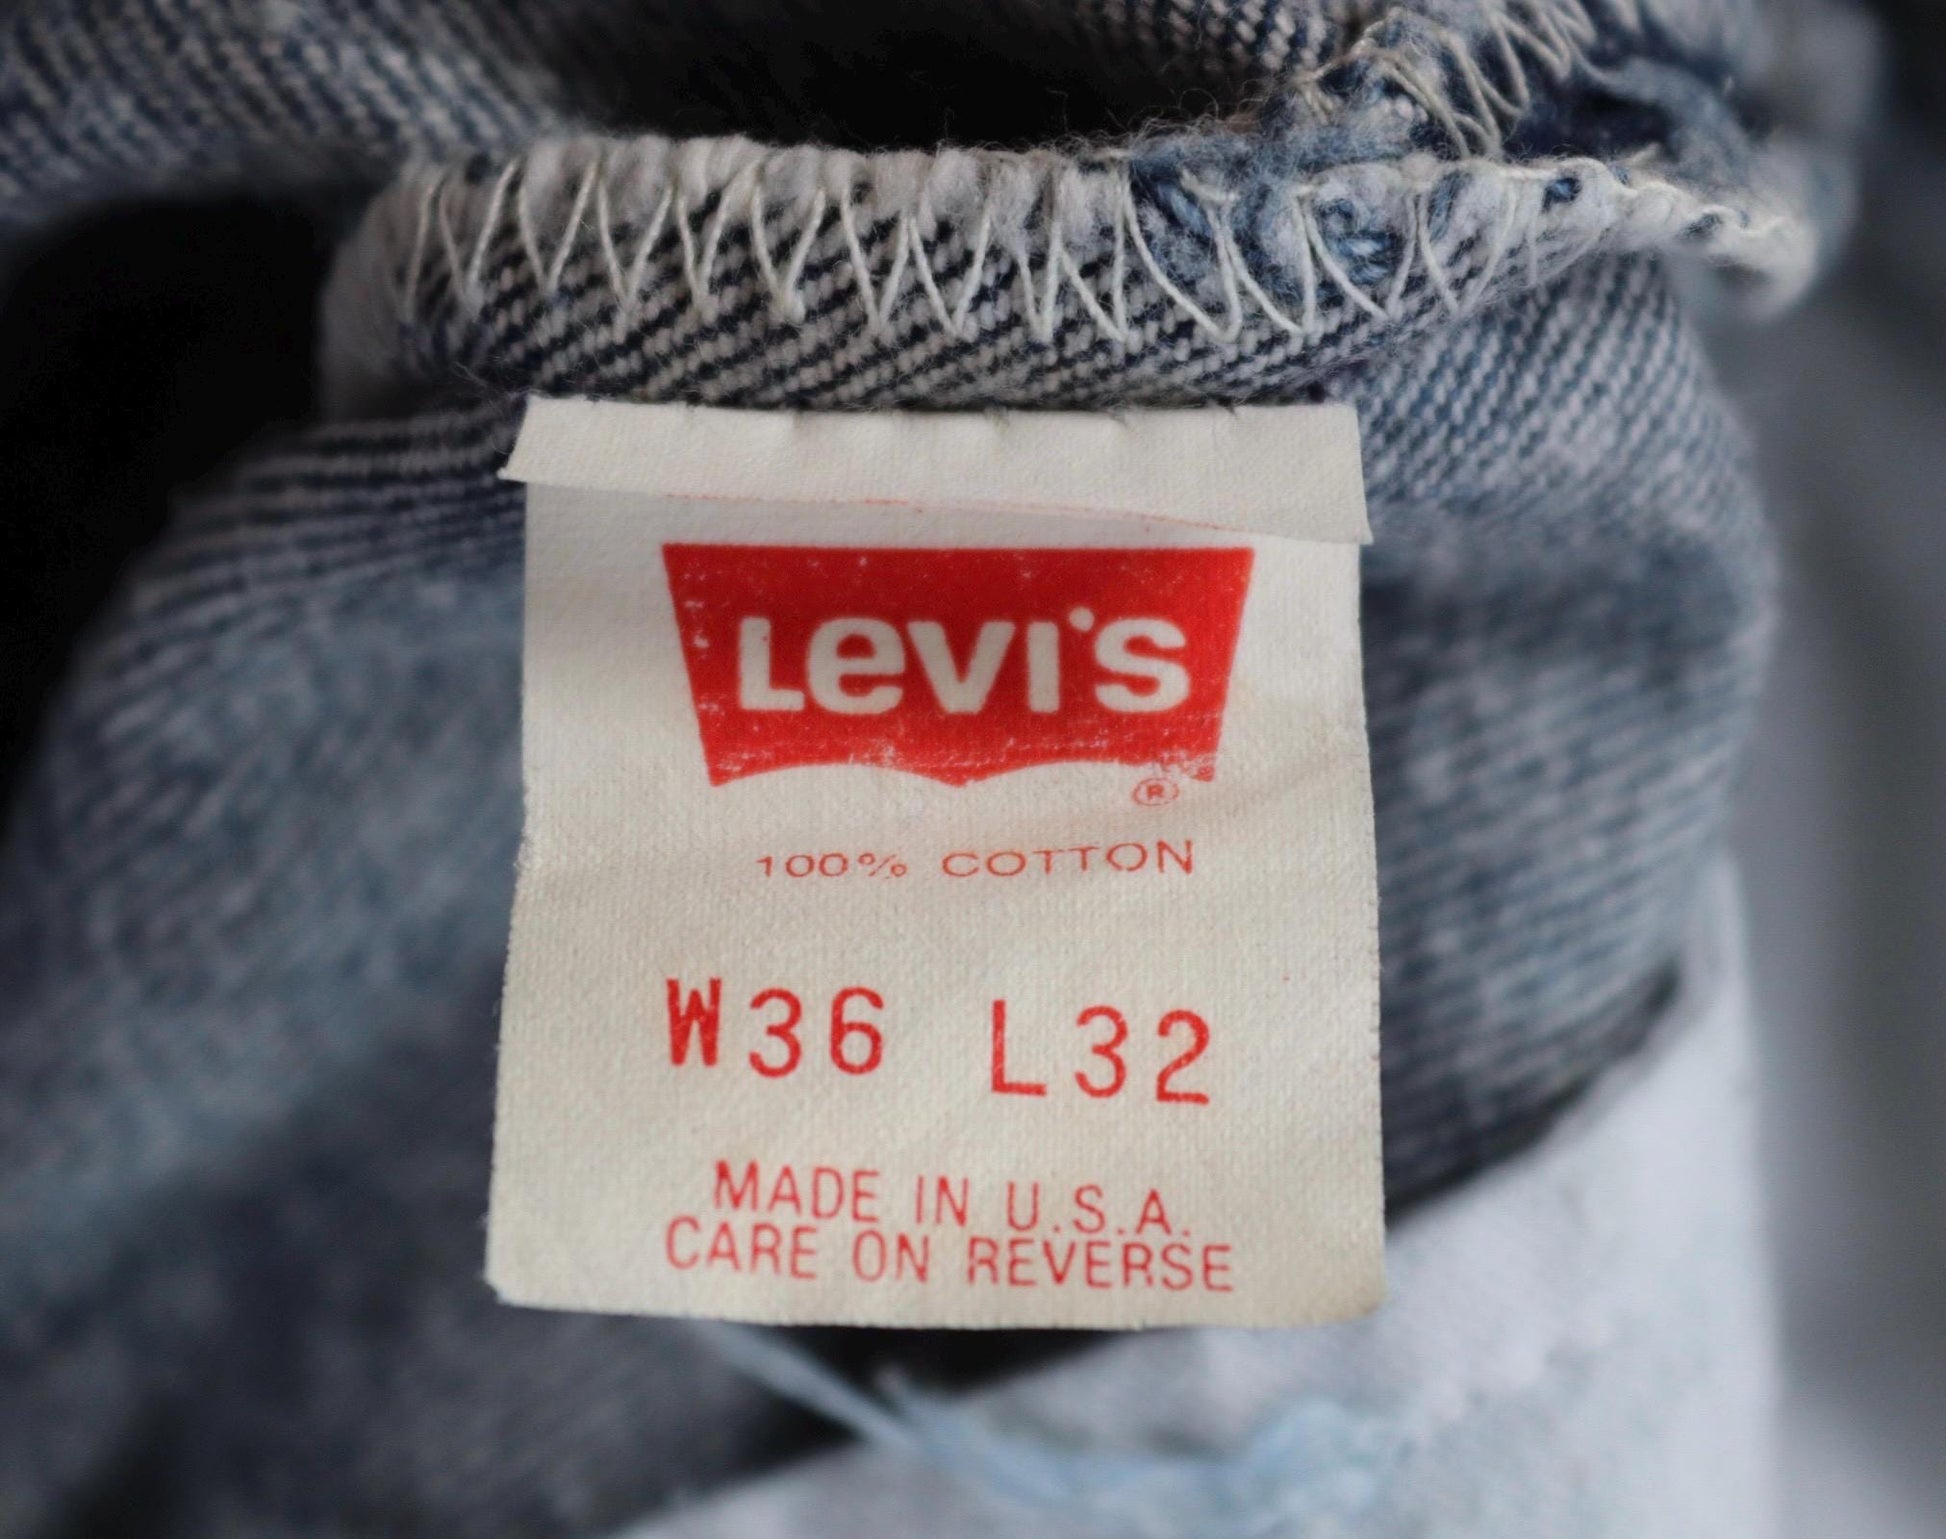 Levi's
®
100% COTTON
W36 L32
MADE IN U.S.A.
CARE ON REVERSE